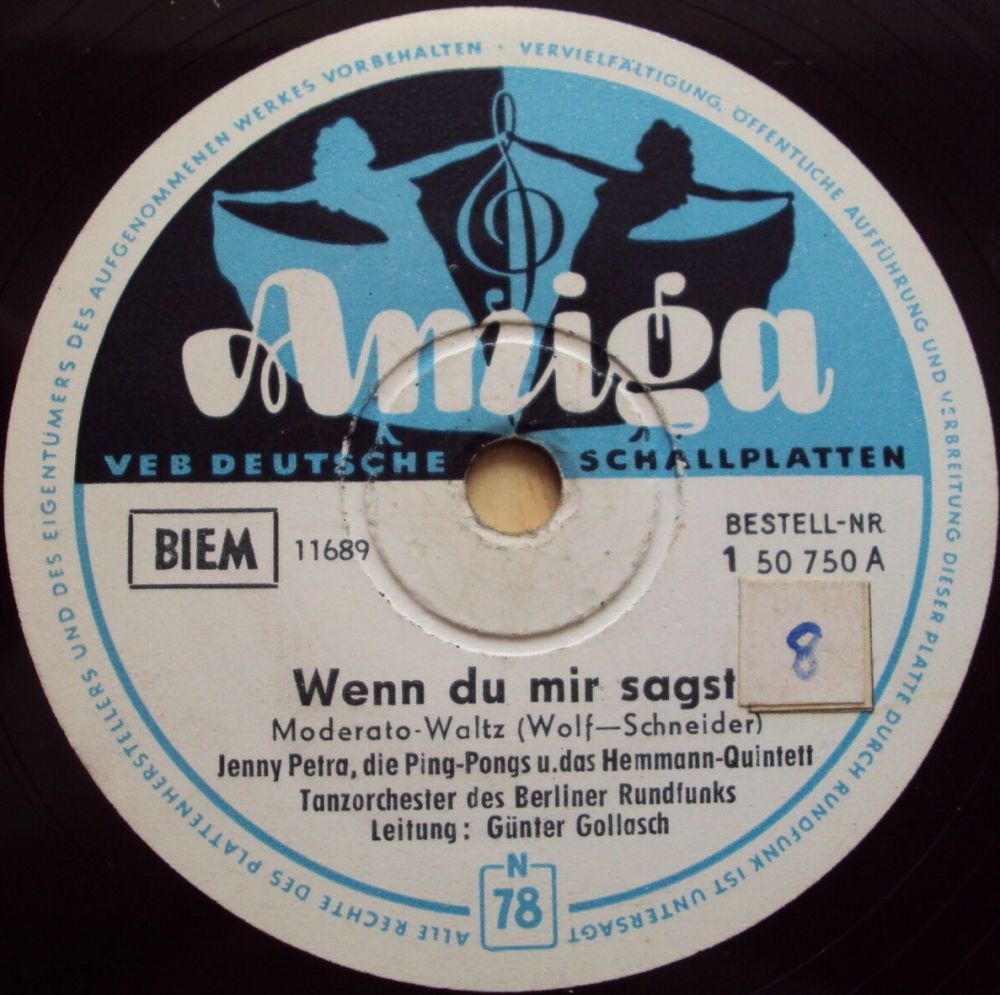 ALLE RECHTE DES PLATTENHERSTELLERS UND DES EIGENTÜMERS DES AUFGENOMMENEN WERKES VORBEHALTEN · VERVIELFÄLTIGUNG, ÖFFENTLICHE AUFFÜHRUNG UND VERBREITUNG DIESER PLATTE DURCH RUNDFUNK IST UNTERSAGT
Amiga
VEB DEUTSCHE SCHALLPLATTEN
BIEM 11689
BESTELL-NR.
1 50 750 A
8
Wenn du mir sagst
Moderato-Waltz (Wolf—Schneider)
Jenny Petra, die Ping-Pongs u. das Hemmann-Quintett
Tanzorchester des Berliner Rundfunks
Leitung: Günter Gollasch
N
78